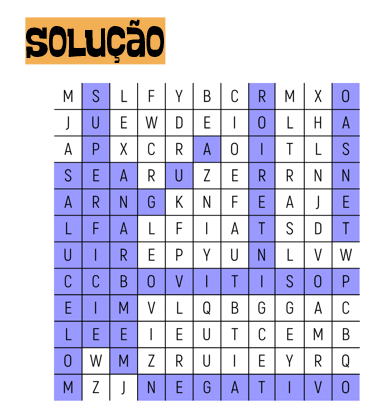 SOLUÇÃO
M S L F Y B C R M X O
J U E W D E I O L H A
A P X C R A O I T L S
S E A R U Z E R R N N
A R N G K N F E A J E
L F A L F I A T S D T
U I R E P Y U N L V W
C C B O V I T I S O P
E I M V L Q B G G A C
L E E I E U T C E M B
O W M Z R U I E Y R Q
M Z J N E G A T I V O